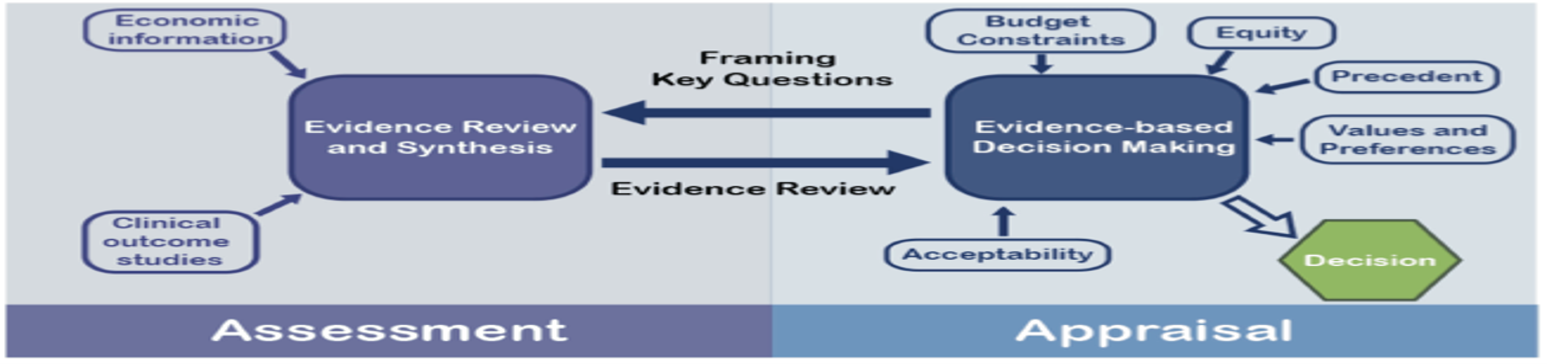 Economic
information
Framing
Key Questions
Evidence Review
and Synthesis
Evidence Review
Clinical
outcome
studies
Assessment
Budget
Constraints
Equity
Precedent
Evidence-based
Decision Making
Values and
Preferences
Acceptability
Decision
Appraisal